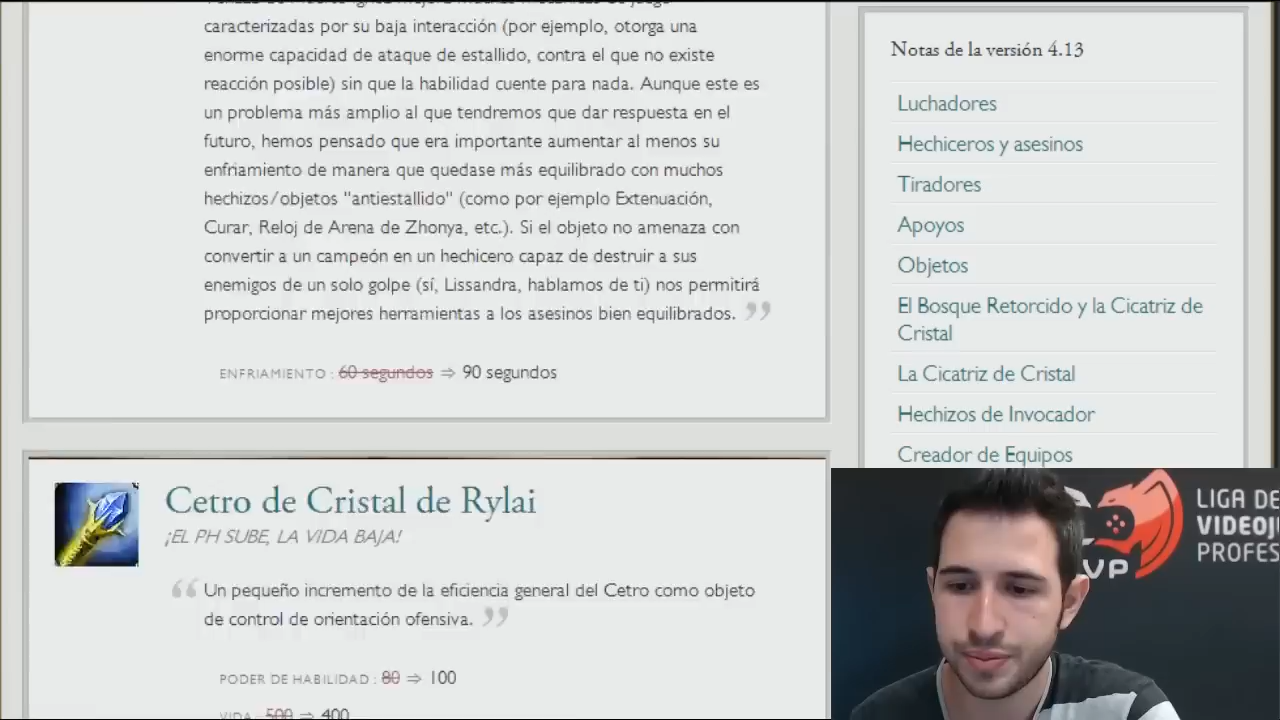 caracterizadas por su baja interacción (por ejemplo, otorga una
enorme capacidad de ataque de estallido, contra el que no existe
reacción posible) sin que la habilidad cuente para nada. Aunque este es
un problema más amplio al que tendremos que dar respuesta en el
futuro, hemos pensado que era importante aumentar al menos su
enfriamiento de manera que quedase más equilibrado con muchos
hechizos/objetos "antiestallido" (como por ejemplo Extenuación,
Curar, Reloj de Arena de Zhonya, etc.). Si el objeto no amenaza con
convertir a un campeón en un hechicero capaz de destruir a sus
enemigos de un solo golpe (sí, Lissandra, hablamos de ti) nos permitirá
proporcionar mejores herramientas a los asesinos bien equilibrados. ”
ENFRIAMIENTO : 60 segundos ⇒ 90 segundos
Cetro de Cristal de Rylai
¡EL PH SUBE, LA VIDA BAJA!
“ Un pequeño incremento de la eficiencia general del Cetro como objeto
de control de orientación ofensiva. ”
PODER DE HABILIDAD : 80 ⇒ 100
VIDA : 500 ⇒ 400
Notas de la versión 4.13
Luchadores
Hechiceros y asesinos
Tiradores
Apoyos
Objetos
El Bosque Retorcido y la Cicatriz de
Cristal
La Cicatriz de Cristal
Hechizos de Invocador
Creador de Equipos
LIGA DE
VIDEOJ
PROFES
VP